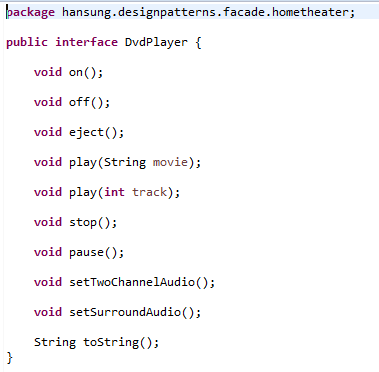 package hansung.designpatterns.facade.hometheater;
public interface DvdPlayer {
void on();
void off();
void eject();
void play(String movie);
void play(int track);
void stop();
void pause();
void setTwoChannelAudio();
void setSurroundAudio();
String toString();
}